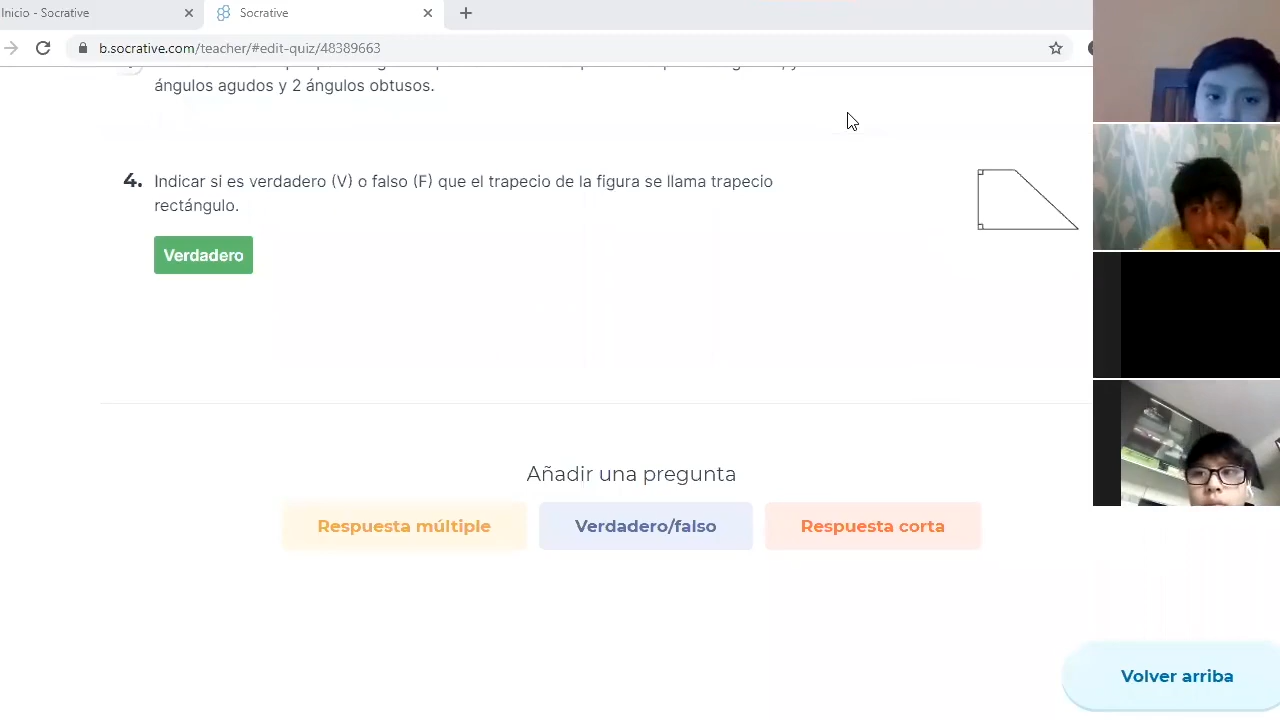 Inicio - Socrative
Socrative
b.socrative.com/teacher/#edit-quiz/48389663
ángulos agudos y 2 ángulos obtusos.
4. Indicar si es verdadero (V) o falso (F) que el trapecio de la figura se llama trapecio
rectángulo.
Verdadero
Añadir una pregunta
Respuesta múltiple
Verdadero/falso
Respuesta corta
Volver arriba